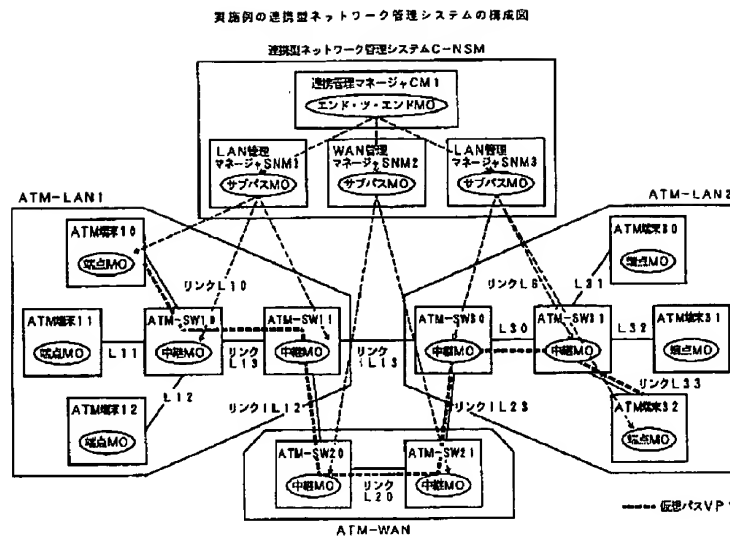 実施例の連携型ネットワーク管理システムの構成図
連携型ネットワーク管理システムC-NSM
連携管理マネージャCM1
エンド・ツ・エンドMO
LAN管理
マネージャSNM1
サブパスMO
WAN管理
マネージャSNM2
サブパスMO
LAN管理
マネージャSNM3
サブパスMO
ATM-LAN1
ATM-LAN2
ATM端末10
端点MO
ATM端末30
端点MO
リンクL10
L31
ATM端末11
端点MO
L11
ATM-SW10
中継MO
リンク
L13
ATM-SW11
中継MO
リンク
IL13
ATM-SW30
中継MO
L30
ATM-SW31
中継MO
L32
ATM端末31
端点MO
リンクL33
L12
ATM端末12
端点MO
リンクIL12
リンクIL23
ATM端末32
端点MO
ATM-SW20
中継MO
リンク
L20
ATM-SW21
中継MO
ATM-WAN
仮想パスVP1